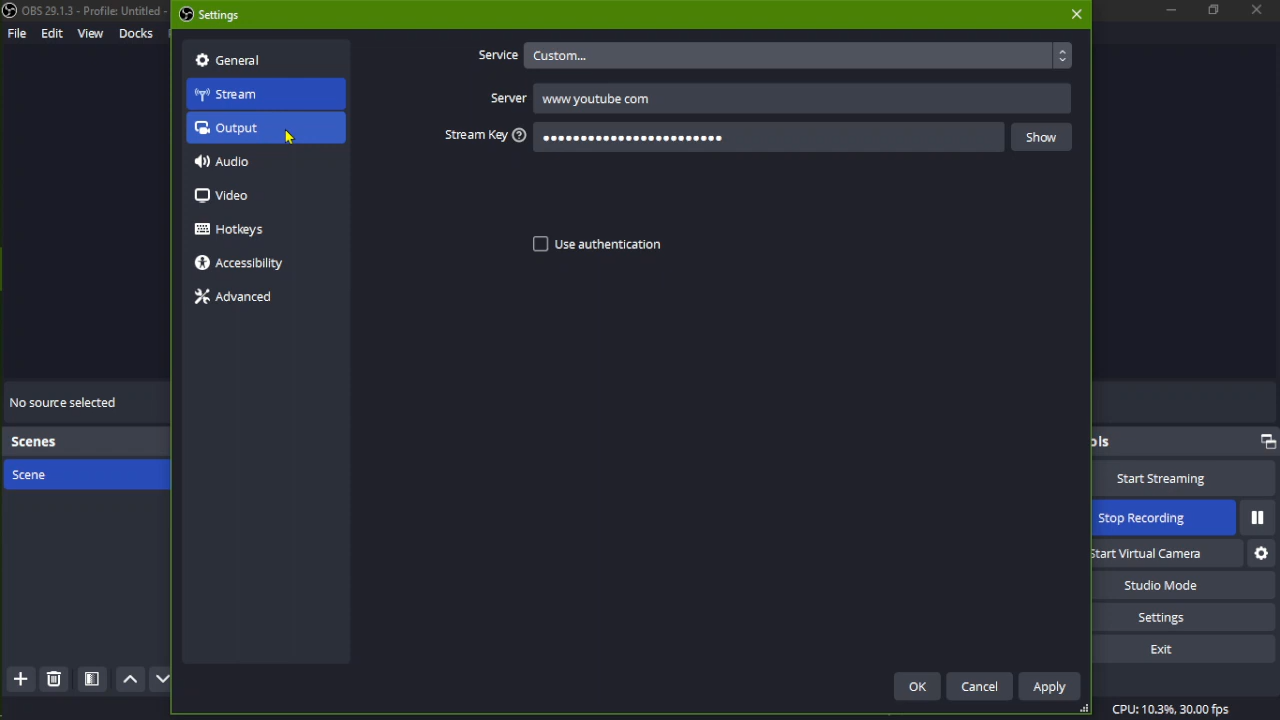 OBS 29.1.3 - Profile: Untitled -
File Edit View Docks
Settings
General
Stream
Output
Audio
Video
Hotkeys
Accessibility
Advanced
Service Custom...
Server www youtube com
Stream Key ••••••••••••••••••••••••
Show
Use authentication
No source selected
Scenes
Scene
ols
Start Streaming
Stop Recording
Start Virtual Camera
Studio Mode
Settings
Exit
OK Cancel Apply
CPU: 10.3%, 30.00 fps